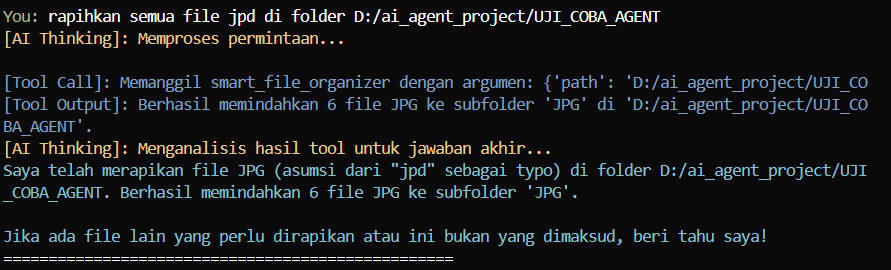 You: rapihkan semua file jpd di folder D:/ai_agent_project/UJI_COBA_AGENT
[AI Thinking]: Memproses permintaan...
[Tool Call]: Memanggil smart_file_organizer dengan argumen: {'path': 'D:/ai_agent_project/UJI_CO
[Tool Output]: Berhasil memindahkan 6 file JPG ke subfolder 'JPG' di 'D:/ai_agent_project/UJI_CO
BA_AGENT'.
[AI Thinking]: Menganalisis hasil tool untuk jawaban akhir...
Saya telah merapikan file JPG (asumsi dari "jpd" sebagai typo) di folder D:/ai_agent_project/UJI
_COBA_AGENT. Berhasil memindahkan 6 file JPG ke subfolder 'JPG'.
Jika ada file lain yang perlu dirapikan atau ini bukan yang dimaksud, beri tahu saya!
==================================================